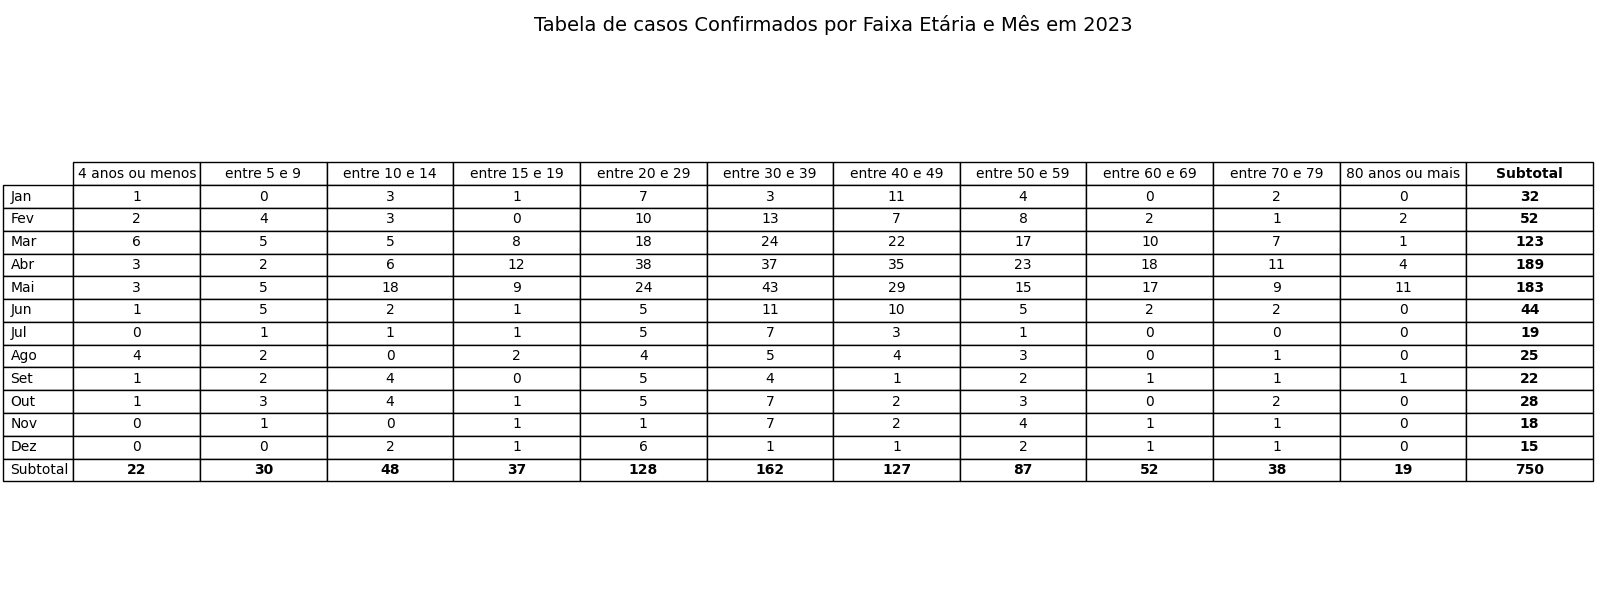 Tabela de casos Confirmados por Faixa Etária e Mês em 2023
4 anos ou menos entre 5 e 9 entre 10 e 14 entre 15 e 19 entre 20 e 29 entre 30 e 39 entre 40 e 49 entre 50 e 59 entre 60 e 69 entre 70 e 79 80 anos ou mais Subtotal
Jan 1 0 3 1 7 3 11 4 0 2 0 32
Fev 2 4 3 0 10 13 7 8 2 1 2 52
Mar 6 5 5 8 18 24 22 17 10 7 1 123
Abr 3 2 6 12 38 37 35 23 18 11 4 189
Mai 3 5 18 9 24 43 29 15 17 9 11 183
Jun 1 5 2 1 5 11 10 5 2 2 0 44
Jul 0 1 1 1 5 7 3 1 0 0 0 19
Ago 4 2 0 2 4 5 4 3 0 1 0 25
Set 1 2 4 0 5 4 1 2 1 1 1 22
Out 1 3 4 1 5 7 2 3 0 2 0 28
Nov 0 1 0 1 1 7 2 4 1 1 0 18
Dez 0 0 2 1 6 1 1 2 1 1 0 15
Subtotal 22 30 48 37 128 162 127 87 52 38 19 750